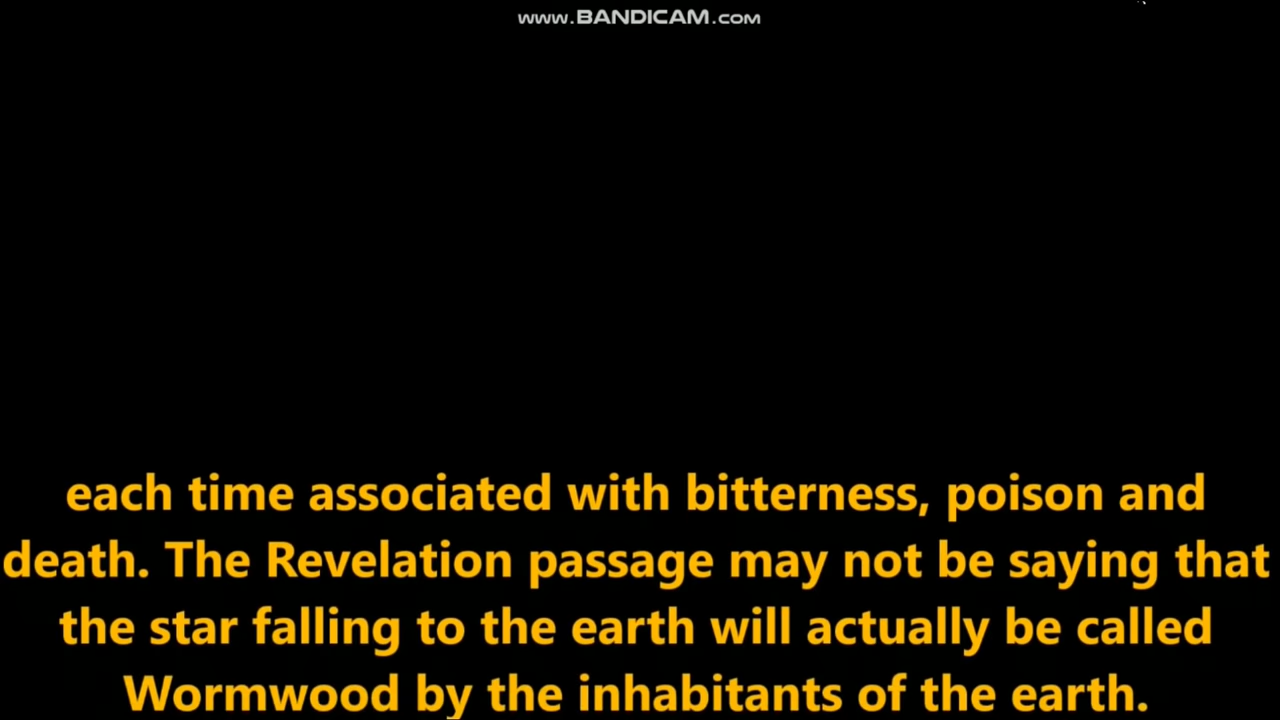 www.BANDICAM.com
each time associated with bitterness, poison and
death. The Revelation passage may not be saying that
the star falling to the earth will actually be called
Wormwood by the inhabitants of the earth.